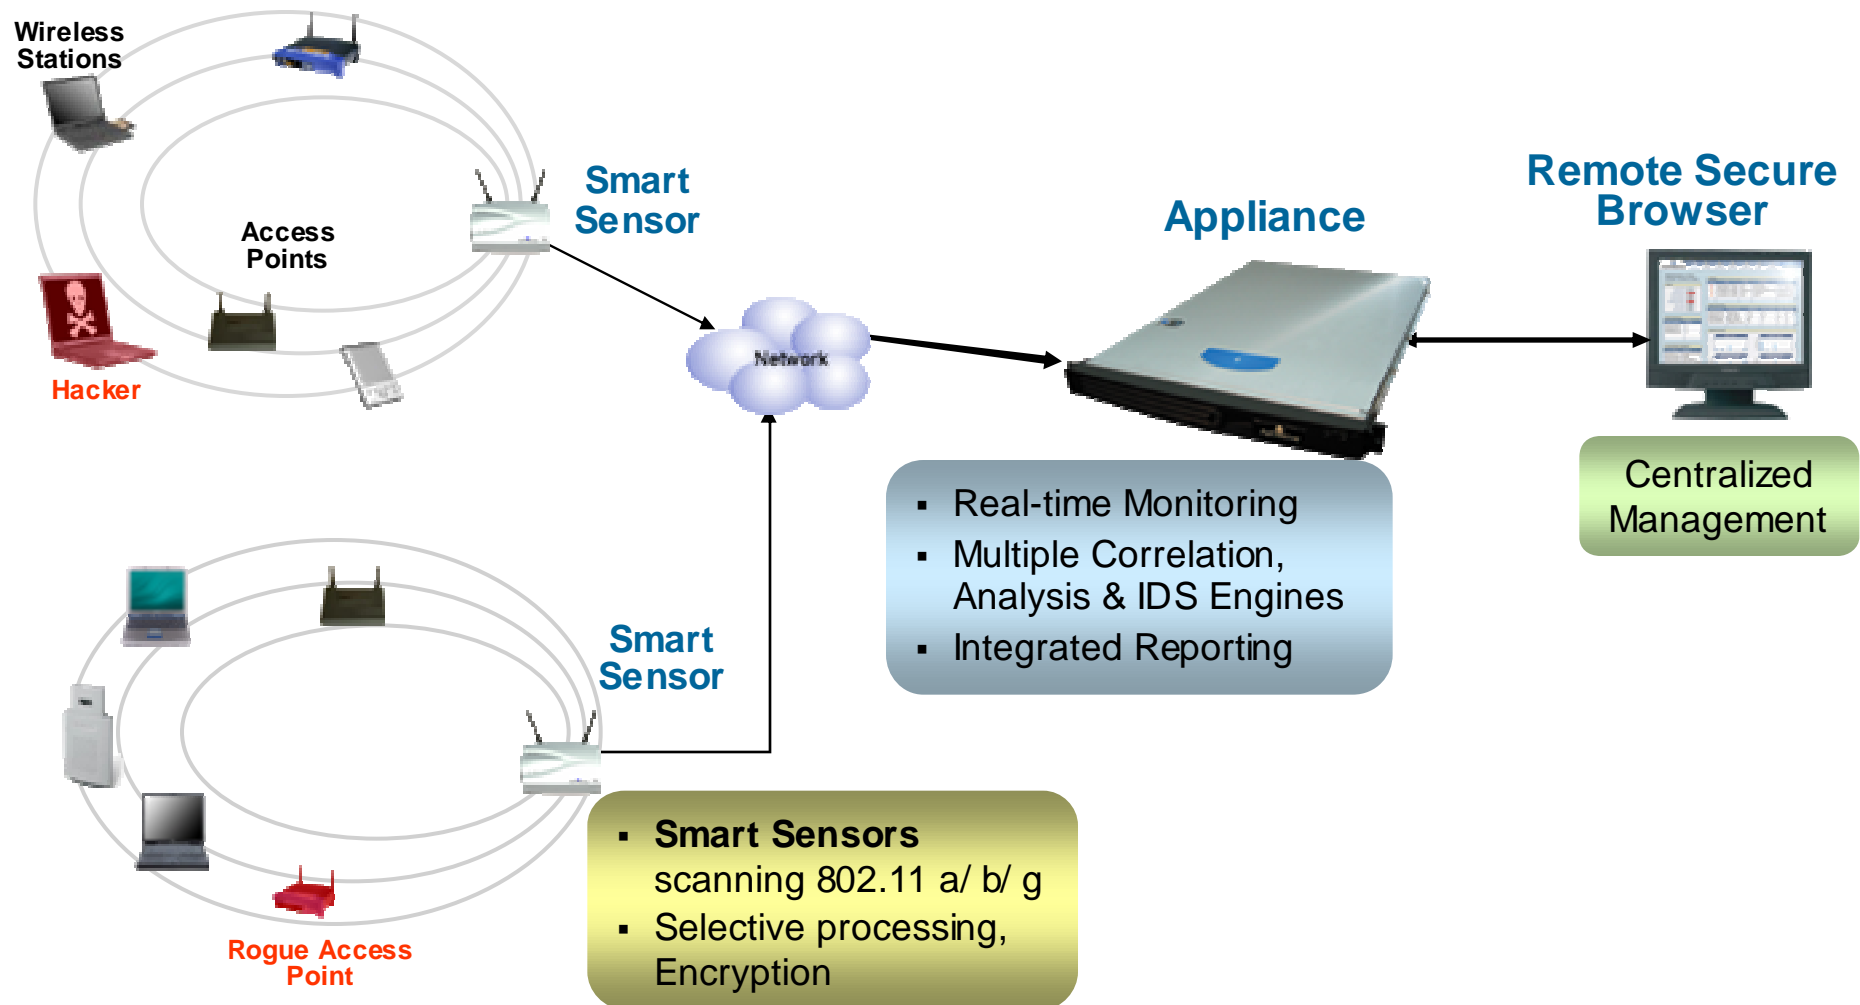 Wireless
Stations
Access
Points
Hacker
Smart
Sensor
Network
Appliance
Remote Secure
Browser
▪ Real-time Monitoring
▪ Multiple Correlation,
Analysis & IDS Engines
▪ Integrated Reporting
Centralized
Management
Smart
Sensor
Rogue Access
Point
▪ Smart Sensors
scanning 802.11 a/ b/ g
▪ Selective processing,
Encryption